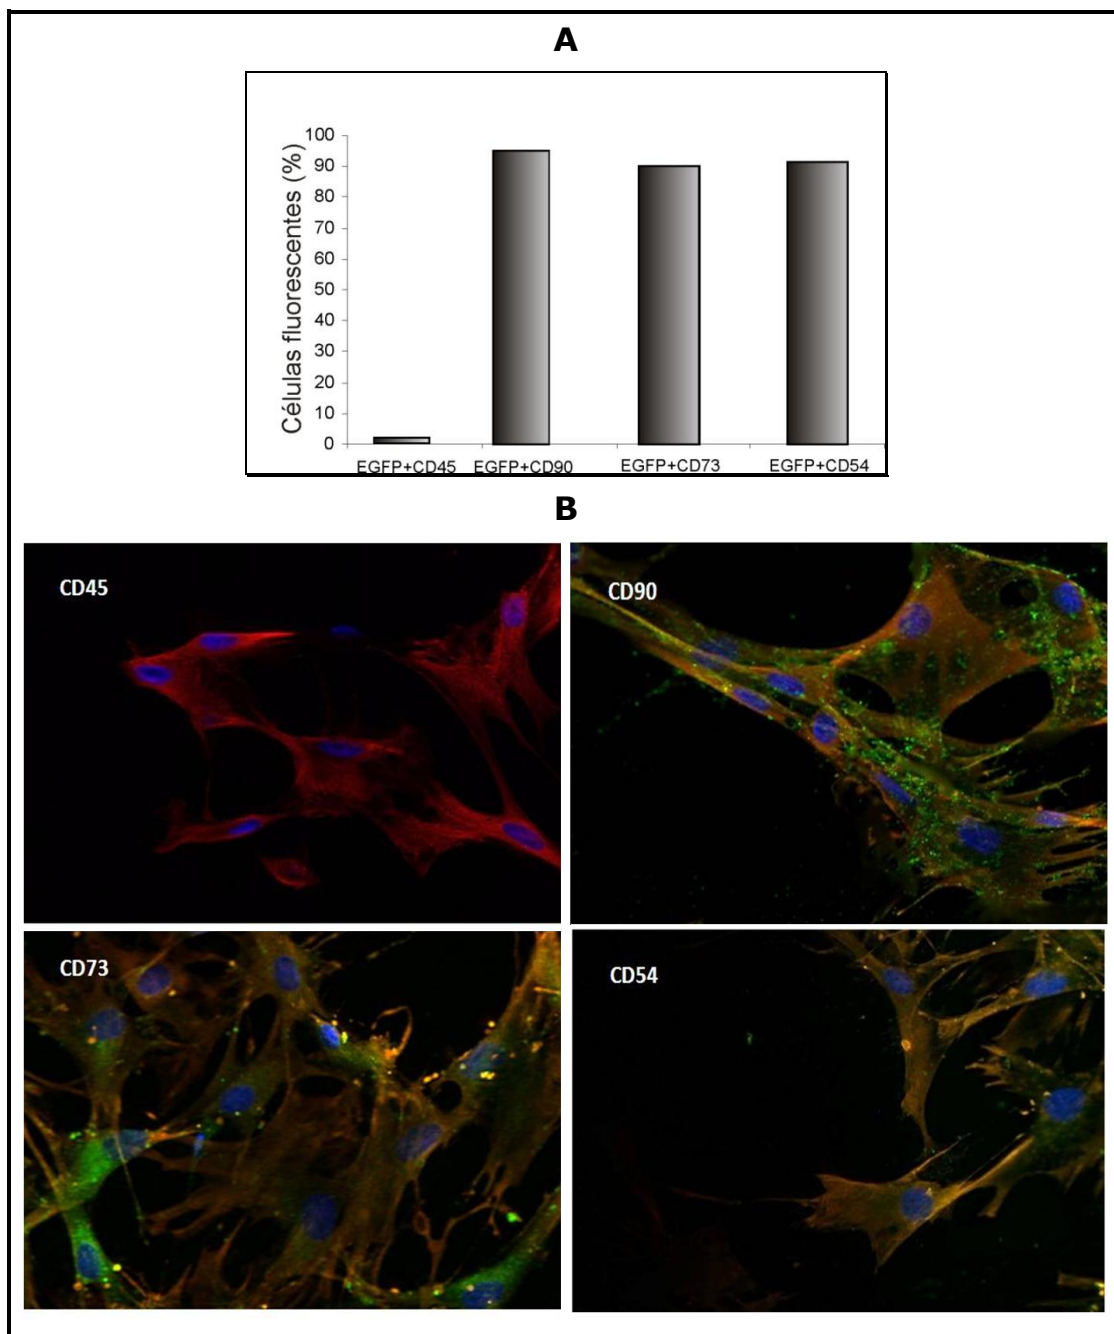 A
Células fluorescentes (%)
100
90
80
70
60
50
40
30
20
10
0
EGFP+CD45 EGFP+CD90 EGFP+CD73 EGFP+CD54
B
CD45
CD90
CD73
CD54